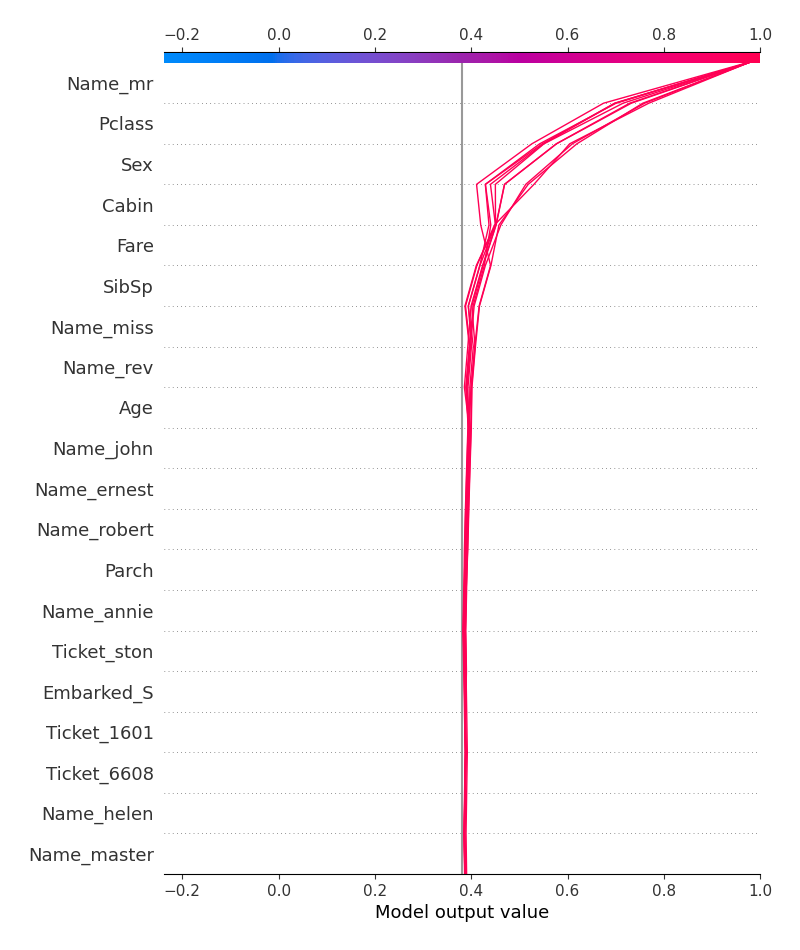 −0.2 0.0 0.2 0.4 0.6 0.8 1.0
Name_mr
Pclass
Sex
Cabin
Fare
SibSp
Name_miss
Name_rev
Age
Name_john
Name_ernest
Name_robert
Parch
Name_annie
Ticket_ston
Embarked_S
Ticket_1601
Ticket_6608
Name_helen
Name_master
−0.2 0.0 0.2 0.4 0.6 0.8 1.0
Model output value